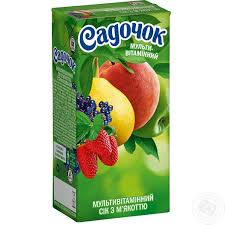 Садочок
МУЛЬТИ-
ВІТАМІННИЙ
МУЛЬТИВІТАМІННИЙ
СІК З М'ЯКОТТЮ